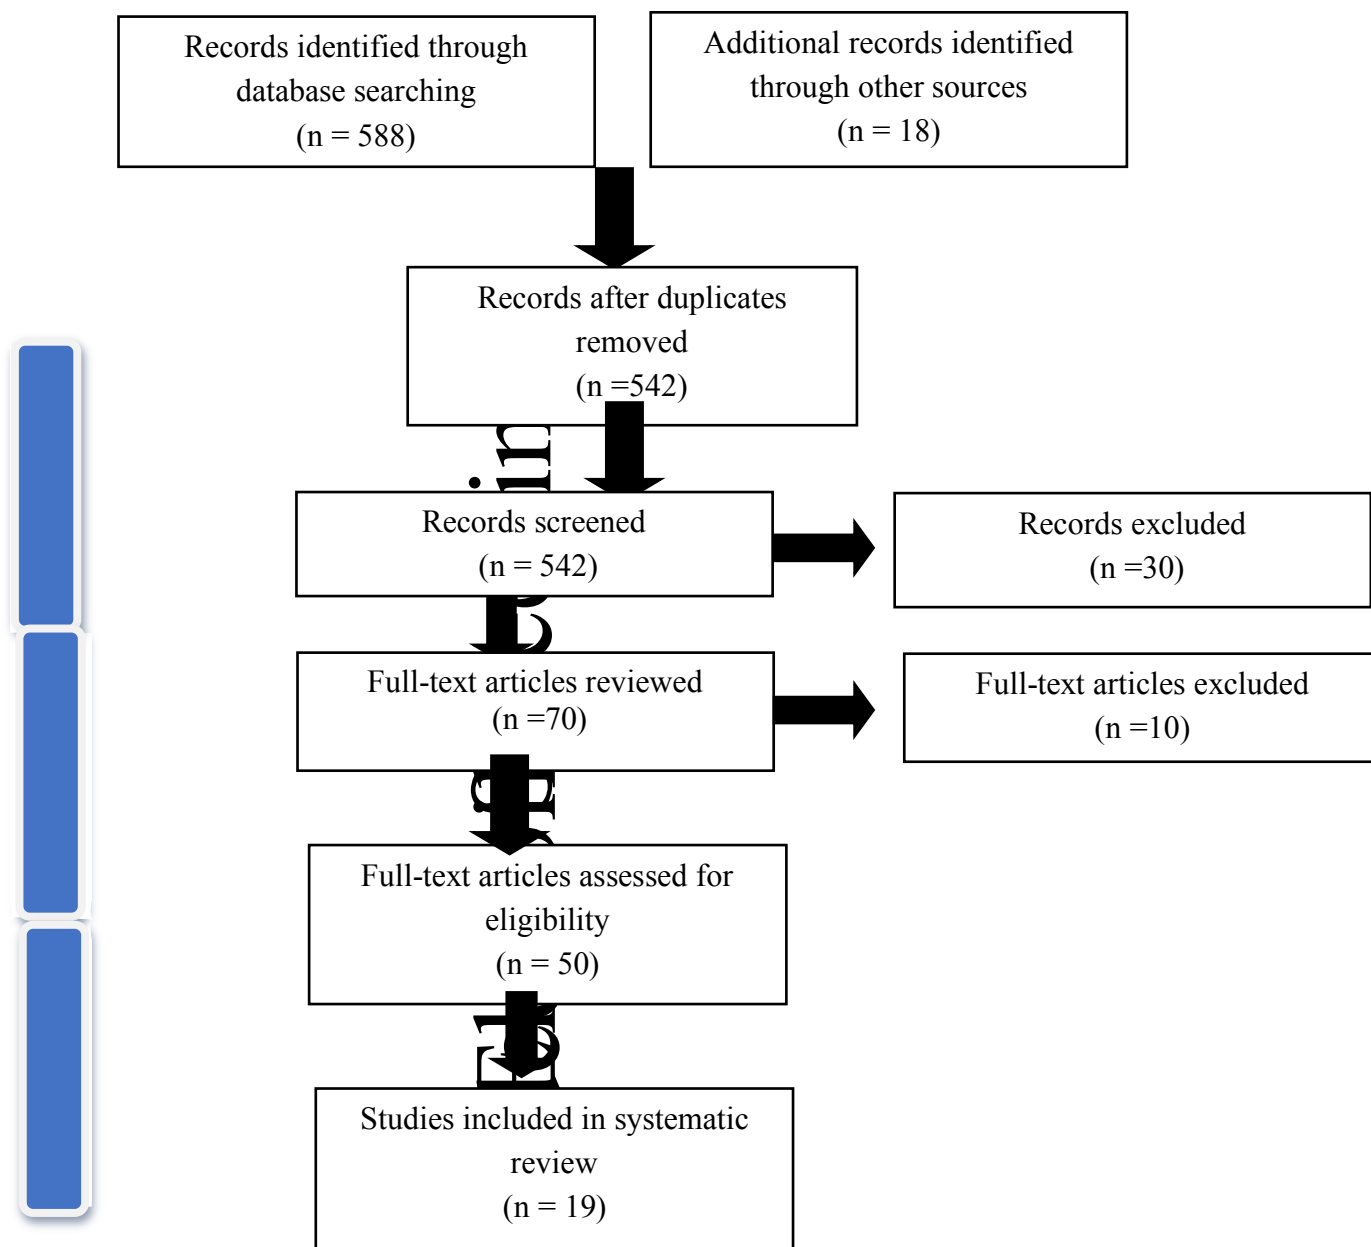 Records identified through
database searching
(n = 588)
Additional records identified
through other sources
(n = 18)
Records after duplicates
removed
(n =542)
Records screened
(n = 542)
Records excluded
(n =30)
Full-text articles reviewed
(n =70)
Full-text articles excluded
(n =10)
Full-text articles assessed for
eligibility
(n = 50)
Studies included in systematic
review
(n = 19)